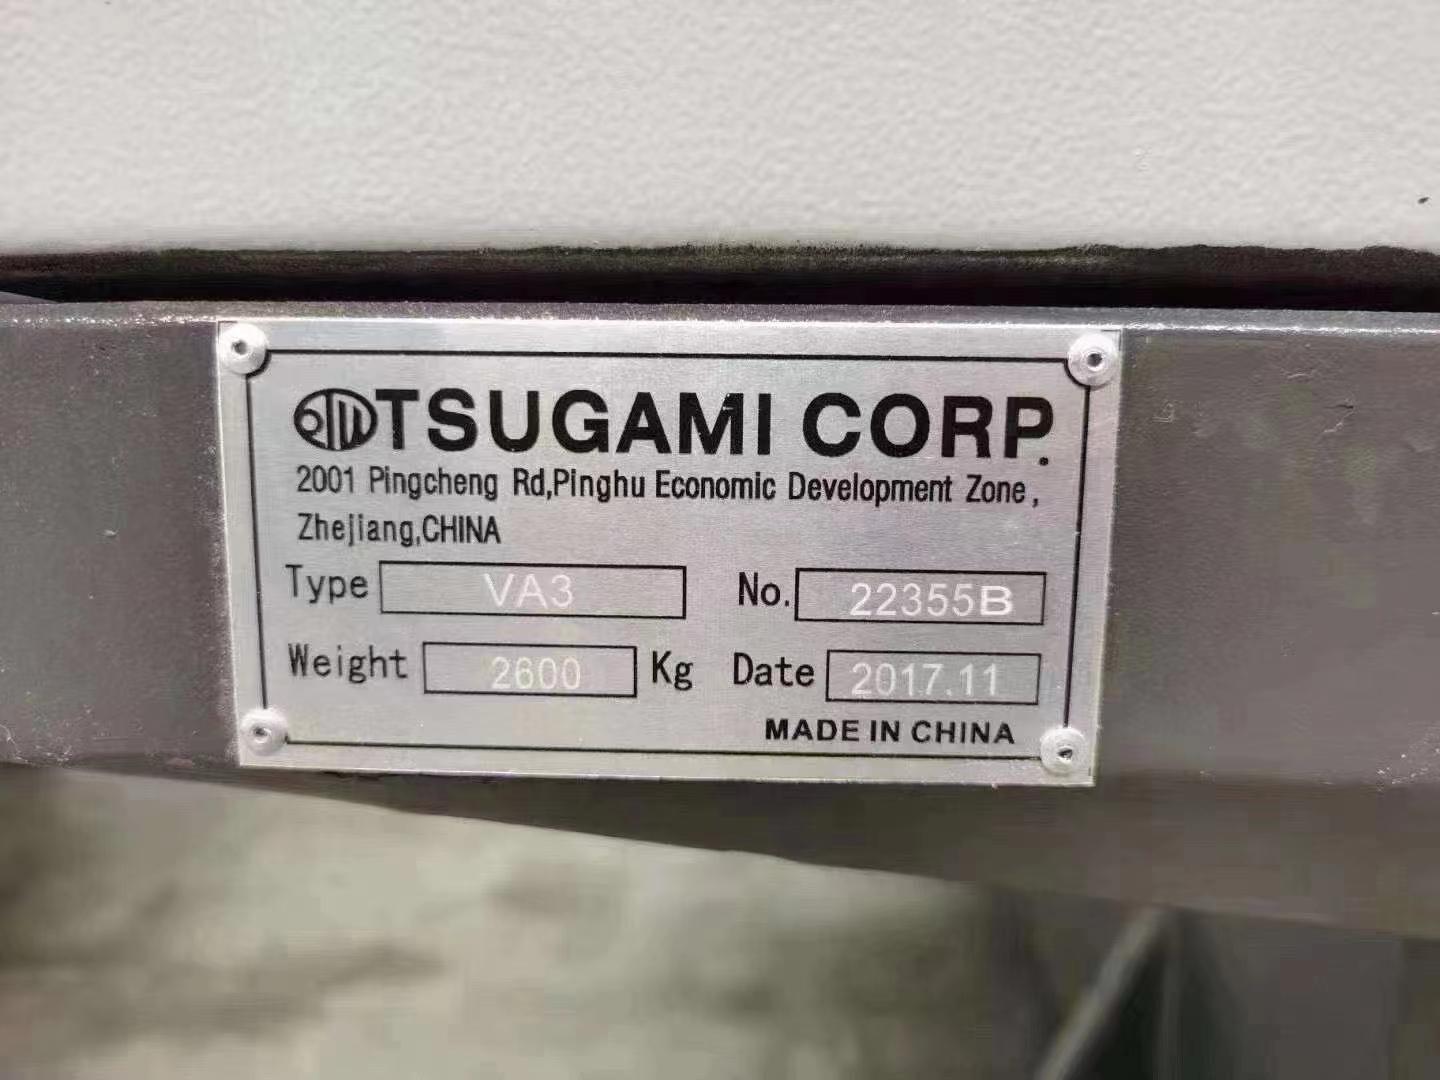 TSUGAMI CORP.
2001 Pingcheng Rd,Pinghu Economic Development Zone,
Zhejiang,CHINA
Type VA3 No. 22355B
Weight 2600 Kg Date 2017.11
MADE IN CHINA